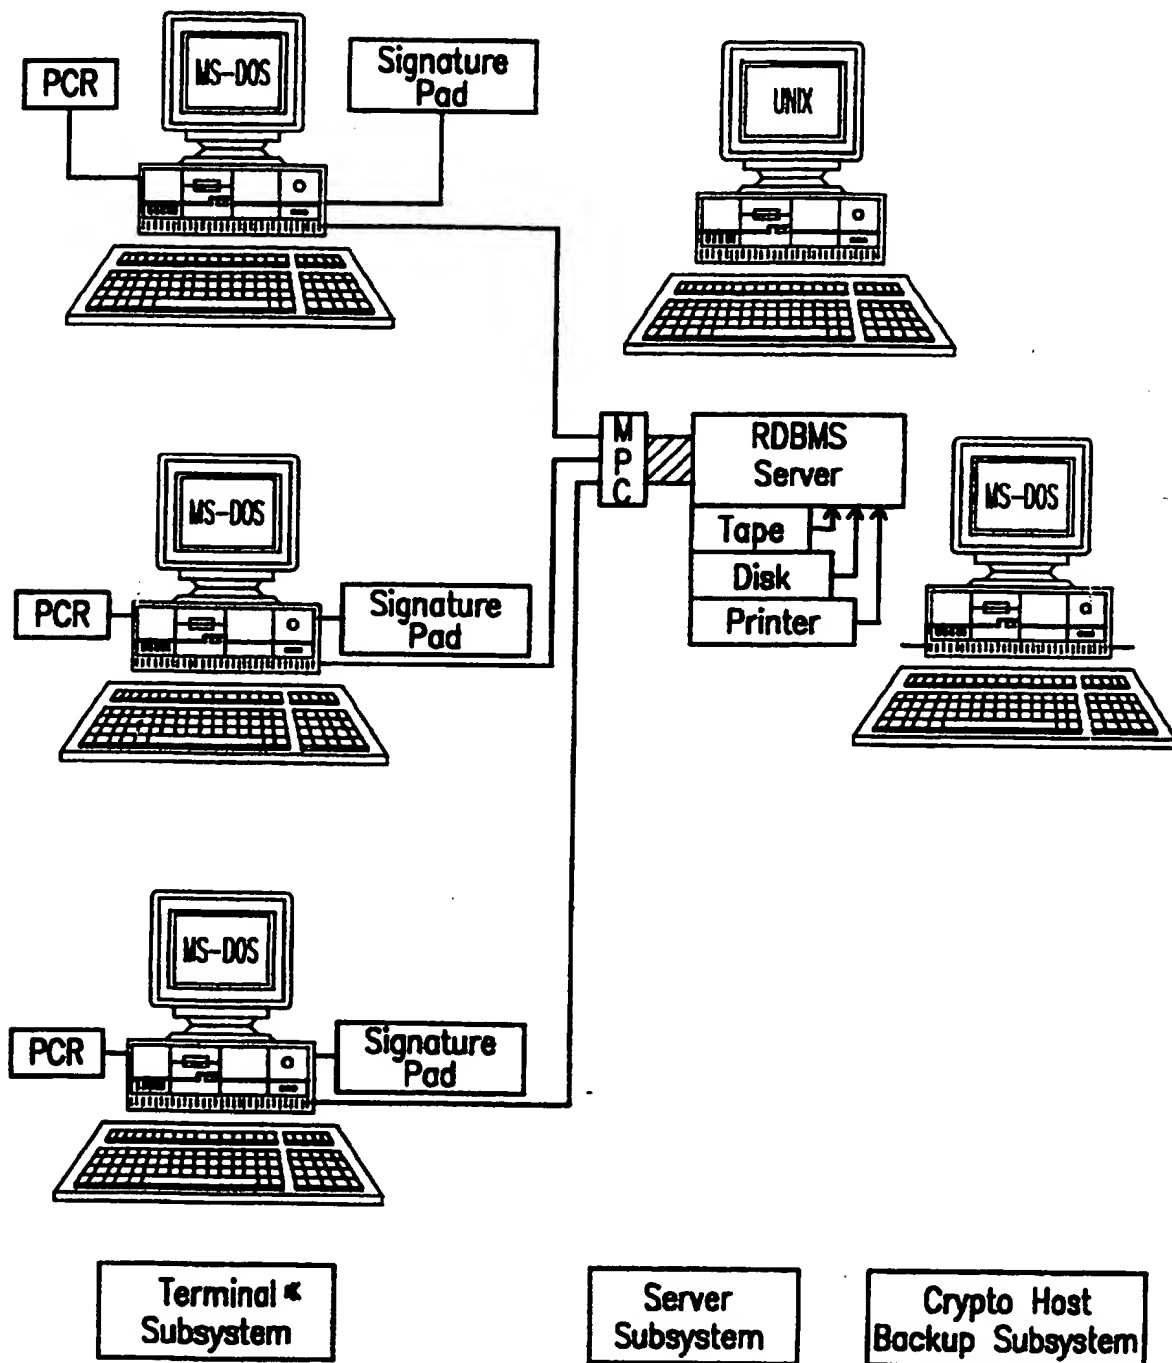 PCR
MS-DOS
Signature
Pad
UNIX
M
P
C
RDBMS
Server
Tape
Disk
Printer
MS-DOS
PCR
MS-DOS
Signature
Pad
PCR
MS-DOS
Signature
Pad
Terminal
Subsystem
Server
Subsystem
Crypto Host
Backup Subsystem